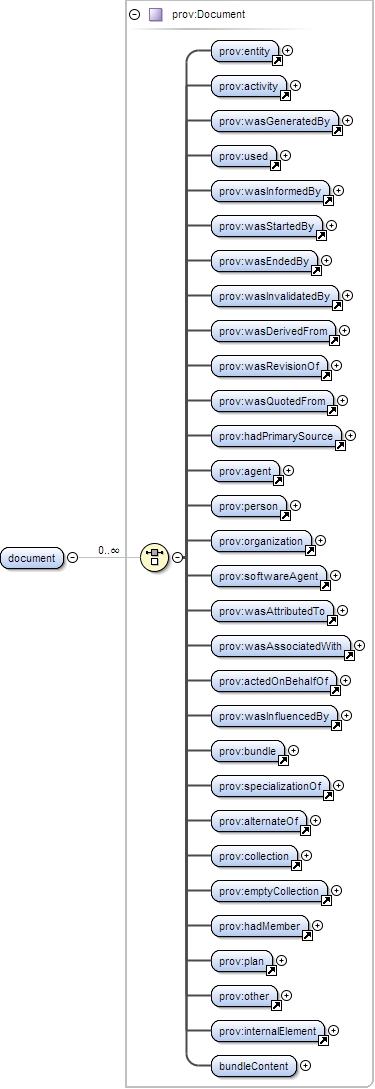 prov:Document
prov:entity
prov:activity
prov:wasGeneratedBy
prov:used
prov:wasInformedBy
prov:wasStartedBy
prov:wasEndedBy
prov:wasInvalidatedBy
prov:wasDerivedFrom
prov:wasRevisionOf
prov:wasQuotedFrom
prov:hadPrimarySource
prov:agent
prov:person
prov:organization
document
0..∞
prov:softwareAgent
prov:wasAttributedTo
prov:wasAssociatedWith
prov:actedOnBehalfOf
prov:wasInfluencedBy
prov:bundle
prov:specializationOf
prov:alternateOf
prov:collection
prov:emptyCollection
prov:hadMember
prov:plan
prov:other
prov:internalElement
bundleContent